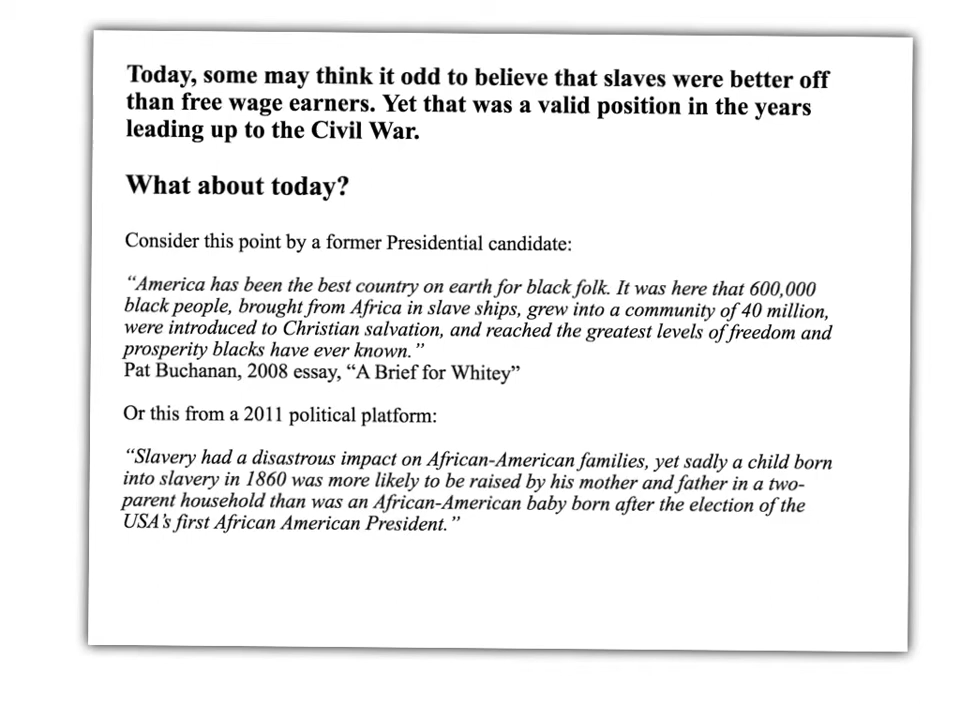 Today, some may think it odd to believe that slaves were better off
than free wage earners. Yet that was a valid position in the years
leading up to the Civil War.
What about today?
Consider this point by a former Presidential candidate:
“America has been the best country on earth for black folk. It was here that 600,000
black people, brought from Africa in slave ships, grew into a community of 40 million,
were introduced to Christian salvation, and reached the greatest levels of freedom and
prosperity blacks have ever known.”
Pat Buchanan, 2008 essay, “A Brief for Whitey”
Or this from a 2011 political platform:
“Slavery had a disastrous impact on African-American families, yet sadly a child born
into slavery in 1860 was more likely to be raised by his mother and father in a two-
parent household than was an African-American baby born after the election of the
USA’s first African American President.”